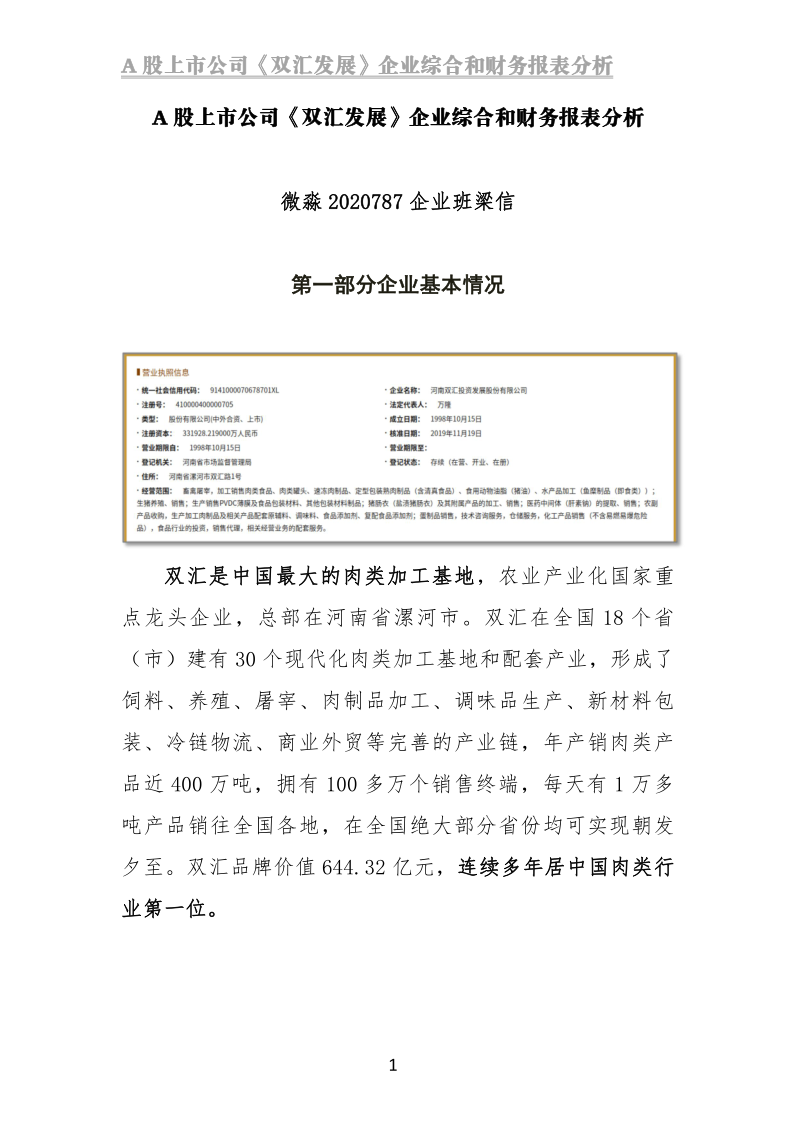 A 股上市公司《双汇发展》企业综合和财务报表分析
A 股上市公司《双汇发展》企业综合和财务报表分析
微淼 2020787 企业班梁信
第一部分企业基本情况
营业执照信息
· 统一社会信用代码： 9141000070678701XL
· 企业名称： 河南双汇投资发展股份有限公司
· 注册号： 410000400000705
· 法定代表人： 万隆
· 类型： 股份有限公司(中外合资、上市)
· 成立日期： 1998年10月15日
· 注册资本： 331928.219000万人民币
· 核准日期： 2019年11月19日
· 营业期限自： 1998年10月15日
· 营业期限至：
· 登记机关： 河南省市场监督管理局
· 登记状态： 存续（在营、开业、在册）
· 住所： 河南省漯河市双汇路1号
· 经营范围： 畜禽屠宰，加工销售肉类食品、肉类罐头、速冻肉制品、定型包装熟肉制品（含清真食品）、食用动物油脂（猪油）、水产品加工（鱼糜制品（即食类））；
生猪养殖、销售；生产销售PVDC薄膜及食品包装材料、其他包装材料制品；猪肠衣（盐渍猪肠衣）及其附属产品的加工、销售；医药中间体（肝素钠）的提取、销售；农副
产品收购，生产加工肉制品及相关产品配套原辅料、调味料、食品添加剂、复配食品添加剂；蛋制品销售，技术咨询服务，仓储服务，化工产品销售（不含易燃易爆危险
品），食品行业的投资，销售代理，相关经营业务的配套服务。
双汇是中国最大的肉类加工基地，农业产业化国家重
点龙头企业，总部在河南省漯河市。双汇在全国 18 个省
（市）建有 30 个现代化肉类加工基地和配套产业，形成了
饲料、养殖、屠宰、肉制品加工、调味品生产、新材料包
装、冷链物流、商业外贸等完善的产业链，年产销肉类产
品近 400 万吨，拥有 100 多万个销售终端，每天有 1 万多
吨产品销往全国各地，在全国绝大部分省份均可实现朝发
夕至。双汇品牌价值 644.32 亿元，连续多年居中国肉类行
业第一位。
1